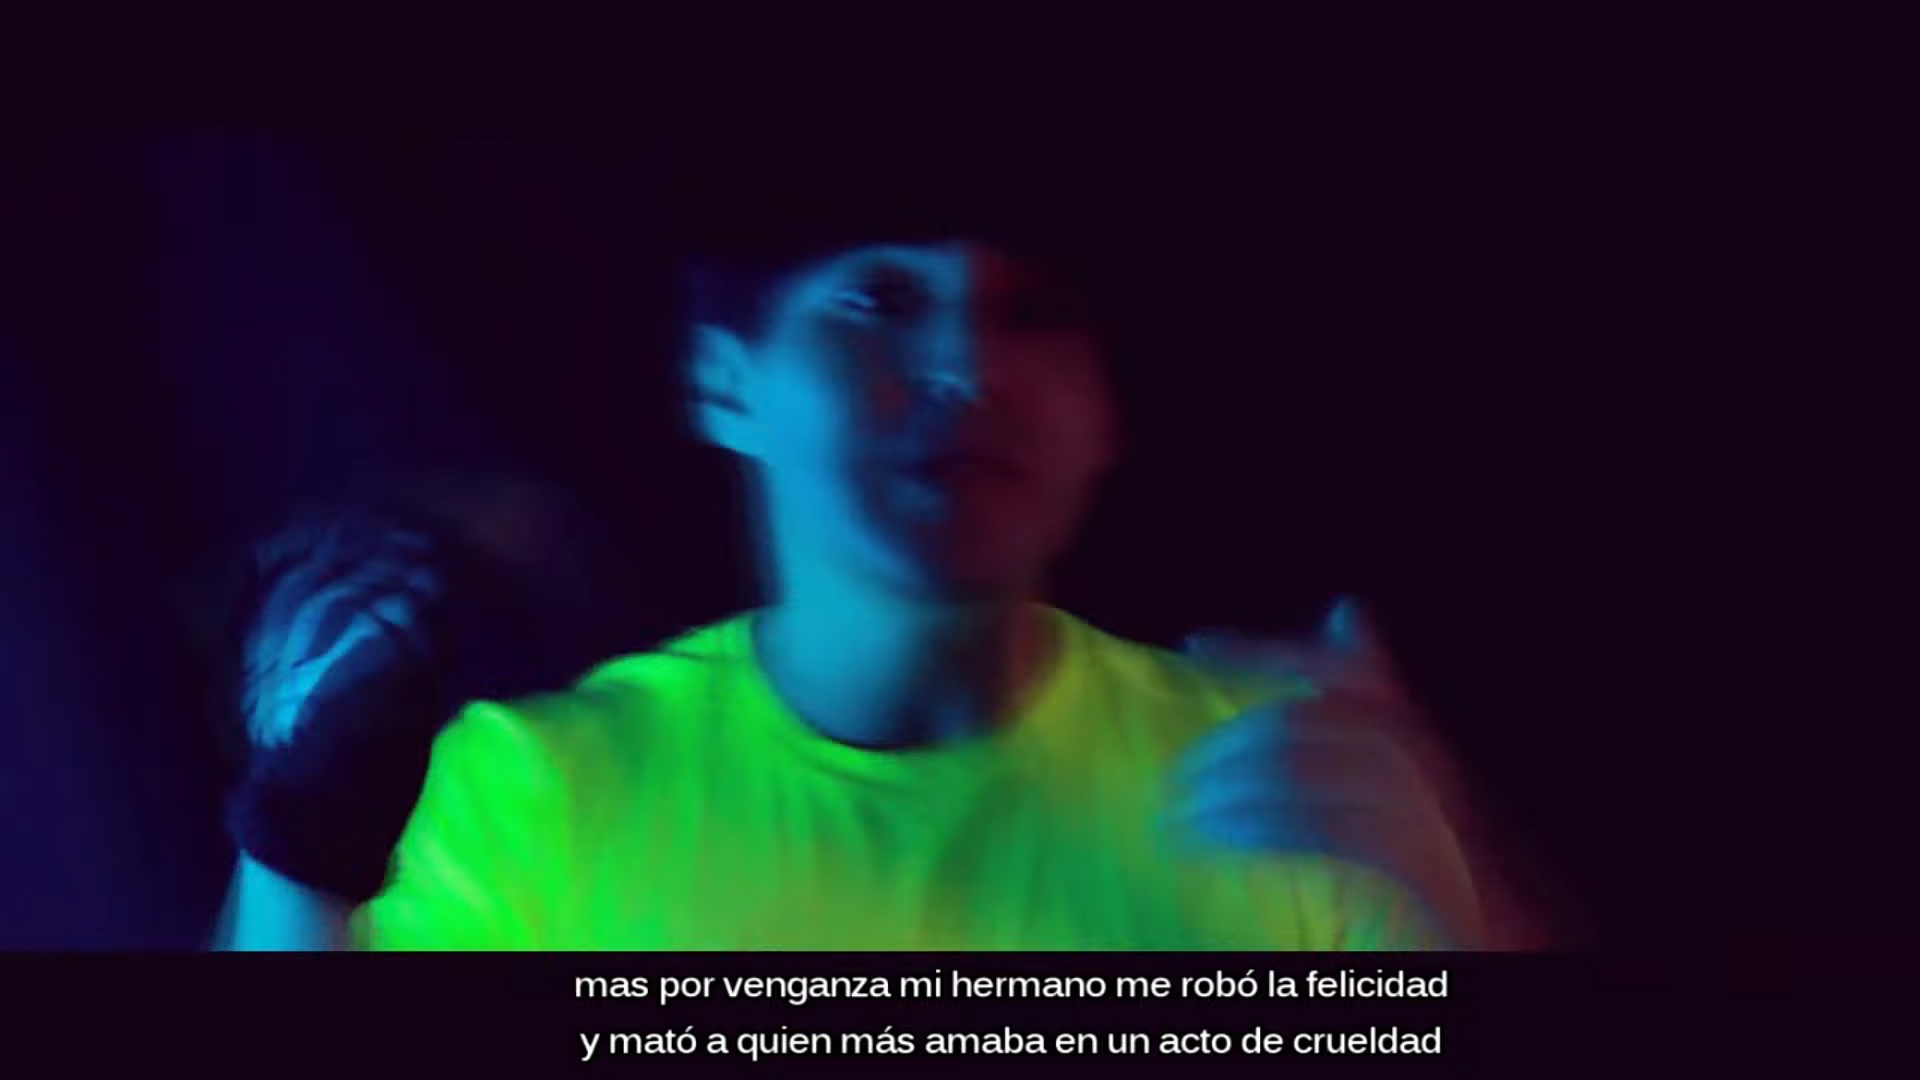 mas por venganza mi hermano me robó la felicidad
y mató a quien más amaba en un acto de crueldad